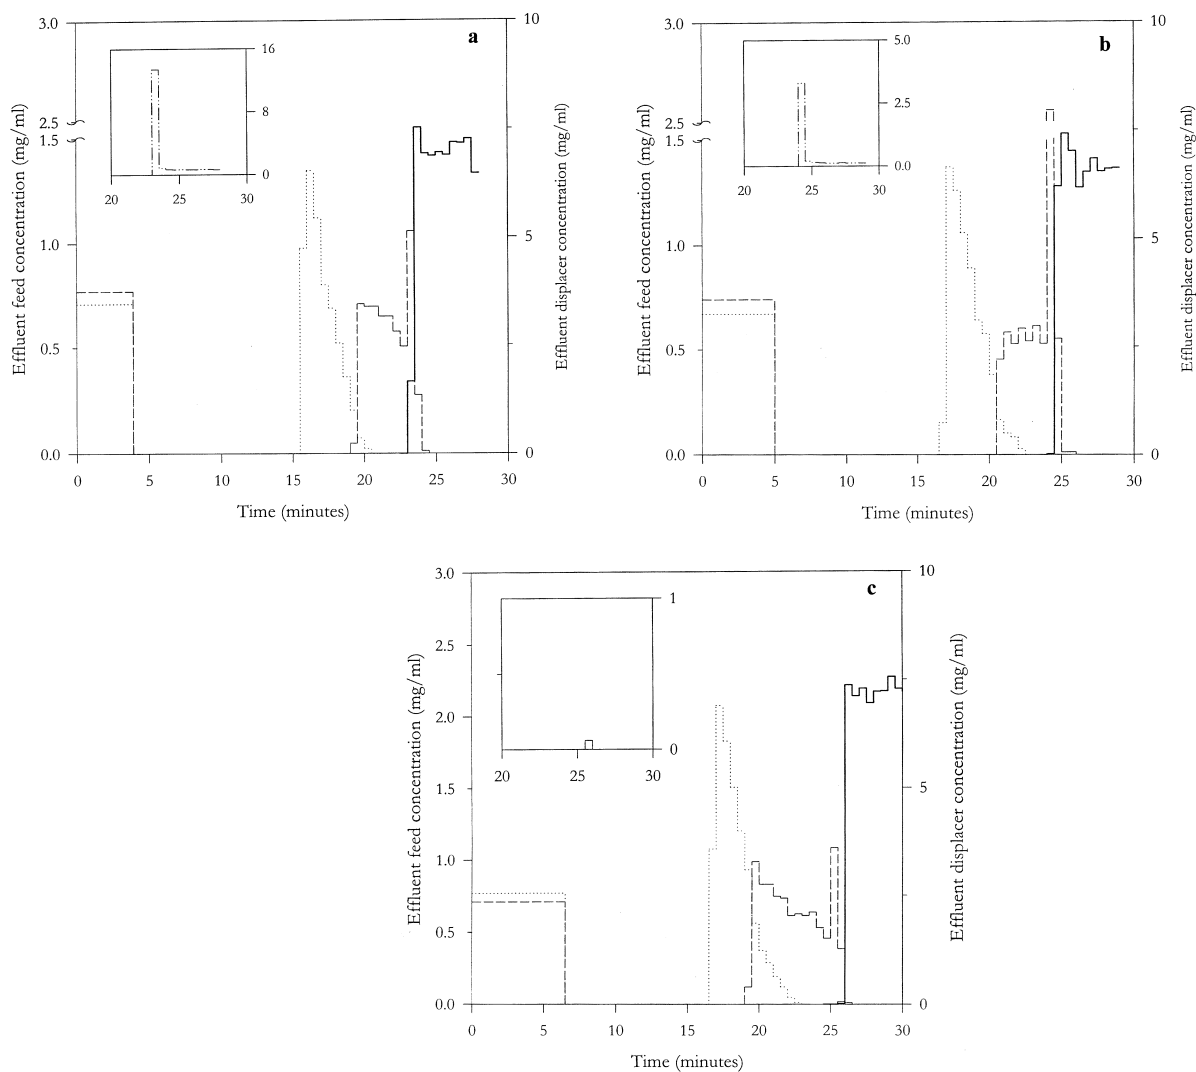 a
3.0
2.5
1.5
1.0
0.5
0.0
Effluent feed concentration (mg/ml)
10
5
0
Effluent displacer concentration (mg/ml)
16
8
0
20 25 30
0 5 10 15 20 25 30
Time (minutes)
b
3.0
2.5
1.5
1.0
0.5
0.0
Effluent feed concentration (mg/ml)
10
5
0
Effluent displacer concentration (mg/ml)
5.0
2.5
0.0
20 25 30
0 5 10 15 20 25 30
Time (minutes)
c
3.0
2.5
2.0
1.5
1.0
0.5
0.0
Effluent feed concentration (mg/ml)
10
5
0
Effluent displacer concentration (mg/ml)
1
0
20 25 30
0 5 10 15 20 25 30
Time (minutes)